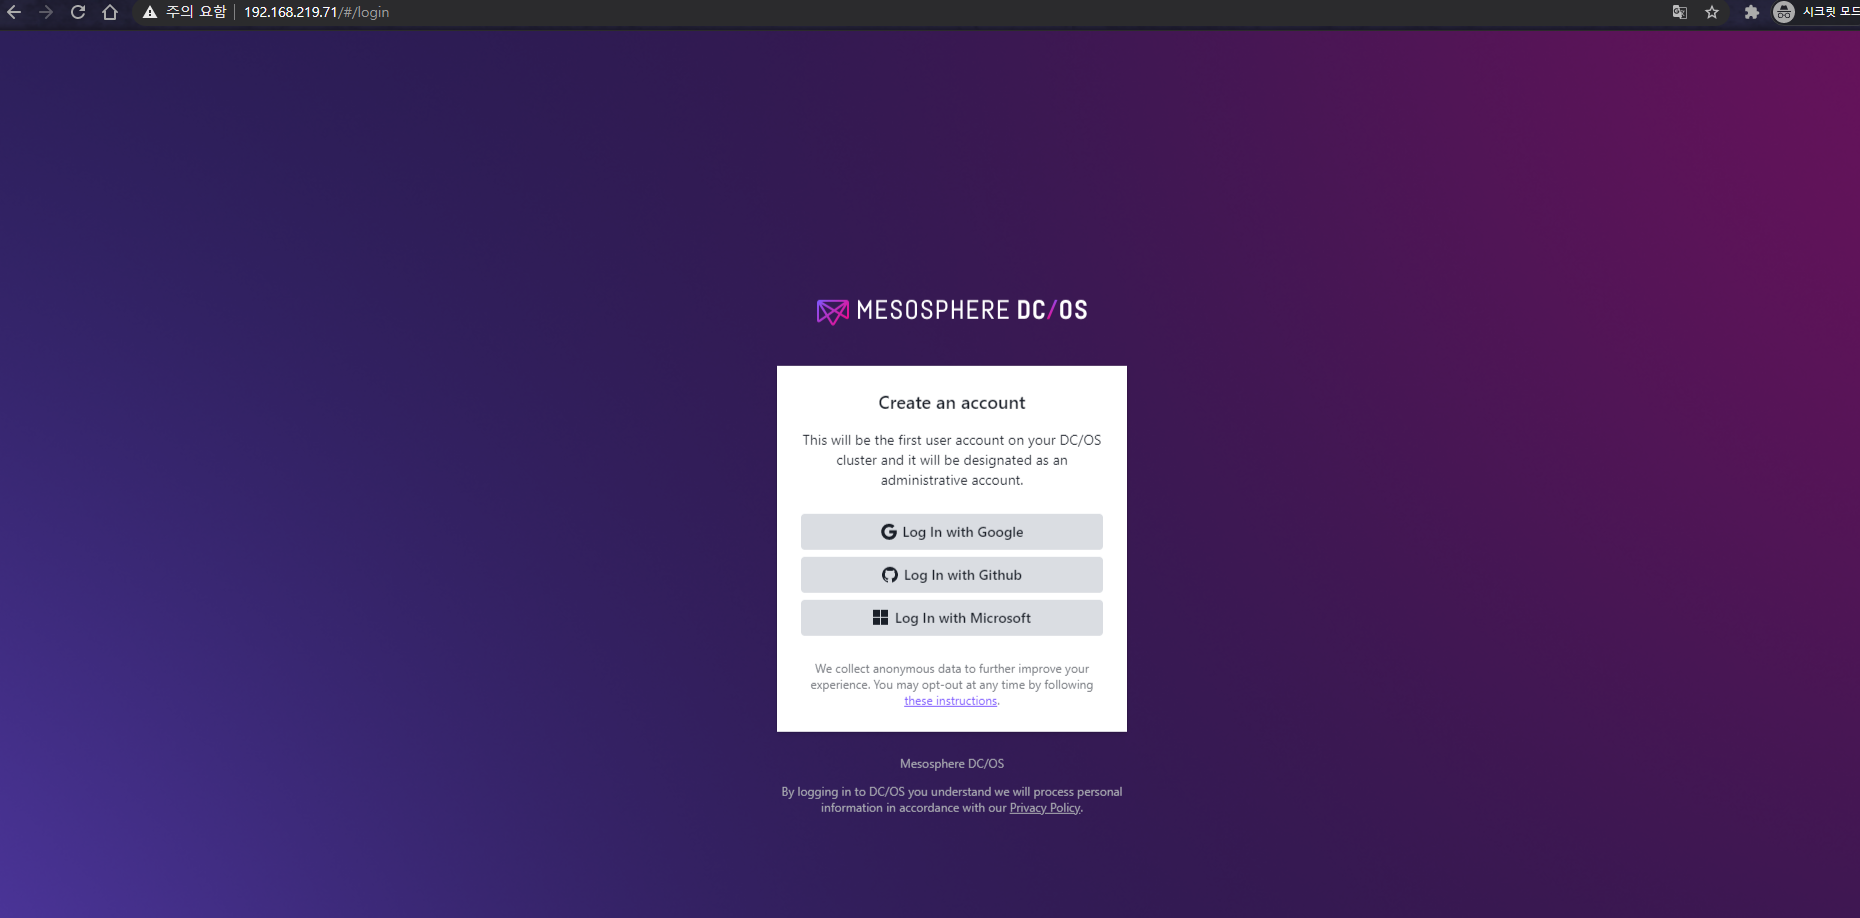 주의 요함 192.168.219.71/#/login 시크릿 모드
MESOSPHERE DC/OS
Create an account
This will be the first user account on your DC/OS
cluster and it will be designated as an
administrative account.
Log In with Google
Log In with Github
Log In with Microsoft
We collect anonymous data to further improve your
experience. You may opt-out at any time by following
these instructions.
Mesosphere DC/OS
By logging in to DC/OS you understand we will process personal
information in accordance with our Privacy Policy.